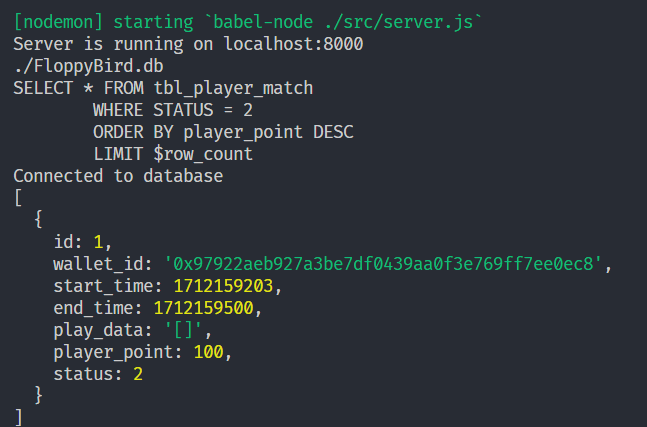 [nodemon] starting `babel-node ./src/server.js`
Server is running on localhost:8000
./FloppyBird.db
SELECT * FROM tbl_player_match
        WHERE STATUS = 2
        ORDER BY player_point DESC
        LIMIT $row_count
Connected to database
[
  {
    id: 1,
    wallet_id: '0x97922aeb927a3be7df0439aa0f3e769ff7ee0ec8',
    start_time: 1712159203,
    end_time: 1712159500,
    play_data: '[]',
    player_point: 100,
    status: 2
  }
]